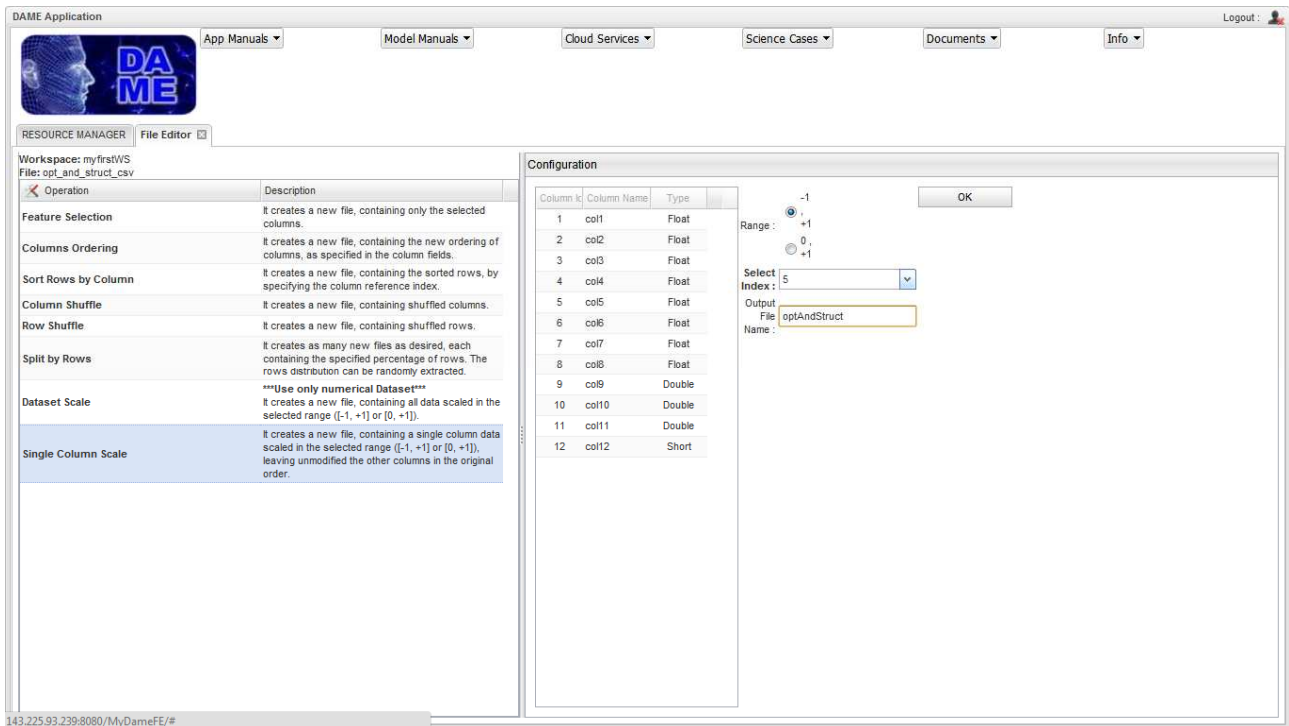 DAME Application
Logout :
App Manuals
Model Manuals
Cloud Services
Science Cases
Documents
Info
DA
ME
RESOURCE MANAGER
File Editor
Workspace: myfirstWS
File: opt_and_struct_csv
Operation Description
Feature Selection
It creates a new file, containing only the selected
columns.
Columns Ordering
It creates a new file, containing the new ordering of
columns, as specified in the column fields.
Sort Rows by Column
It creates a new file, containing the sorted rows, by
specifying the column reference index.
Column Shuffle
It creates a new file, containing shuffled columns.
Row Shuffle
It creates a new file, containing shuffled rows.
Split by Rows
It creates as many new files as desired, each
containing the specified percentage of rows. The
rows distribution can be randomly extracted.
Dataset Scale
***Use only numerical Dataset***
It creates a new file, containing all data scaled in the
selected range ([-1, +1] or [0, +1]).
Single Column Scale
It creates a new file, containing a single column data
scaled in the selected range ([-1, +1] or [0, +1]),
leaving unmodified the other columns in the original
order.
Configuration
Column Ic Column Name Type
1 col1 Float
2 col2 Float
3 col3 Float
4 col4 Float
5 col5 Float
6 col6 Float
7 col7 Float
8 col8 Float
9 col9 Double
10 col10 Double
11 col11 Double
12 col12 Short
Range :
-1
,
+1
0 ,
+1
Select
Index : 5
Output
File
Name :
optAndStruct
OK
143.225.93.239:8080/MyDameFE/#